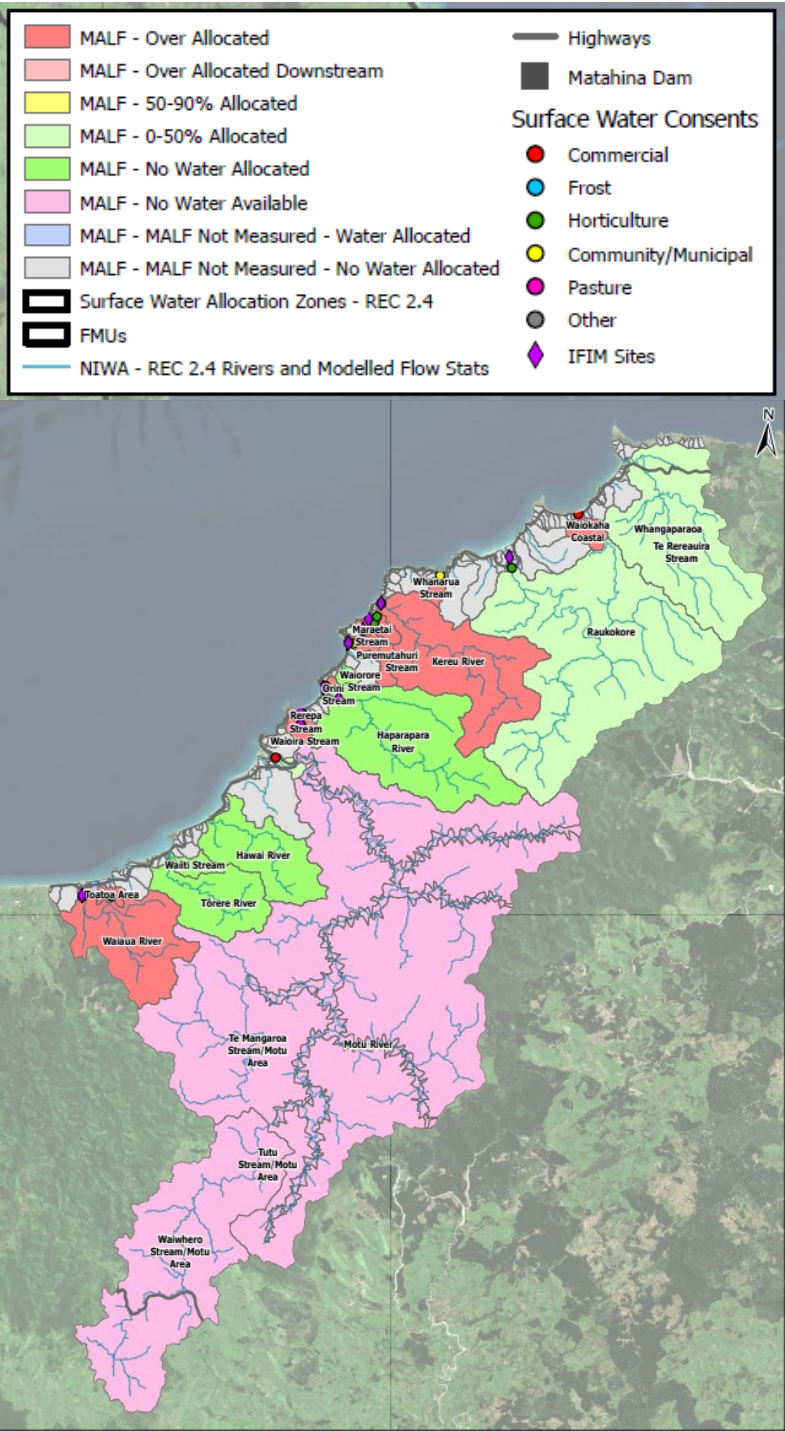 MALF - Over Allocated
MALF - Over Allocated Downstream
MALF - 50-90% Allocated
MALF - 0-50% Allocated
MALF - No Water Allocated
MALF - No Water Available
MALF - MALF Not Measured - Water Allocated
MALF - MALF Not Measured - No Water Allocated
Surface Water Allocation Zones - REC 2.4
FMUs
NIWA - REC 2.4 Rivers and Modelled Flow Stats
Highways
Matahina Dam
Surface Water Consents
Commercial
Frost
Horticulture
Community/Municipal
Pasture
Other
IFIM Sites
N
Waiokaha
Coastal
Whangaparaoa
Te Rereauira
Stream
Whanarua
Stream
Raukokore
Maraetai
Stream
Puremutahuri
Stream
Kereu River
Waiorore
Stream
Orini
Stream
Rerepa
Stream
Waioira Stream
Haparapara
River
Hawai River
Waiiti Stream
Torere River
Toatoa Area
Waiaua River
Te Mangaroa
Stream/Motu
Area
Motu River
Tutu
Stream/Motu
Area
Waiwhero
Stream/Motu
Area